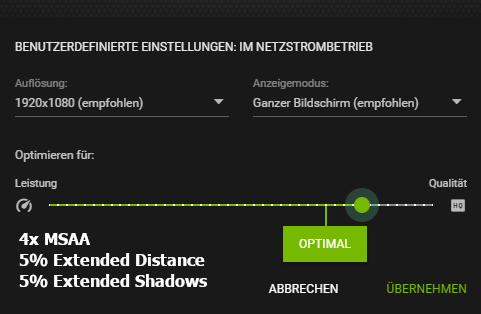 BENUTZERDEFINIERTE EINSTELLUNGEN: IM NETZSTROMBETRIEB
Auflösung:
Anzeigemodus:
1920x1080 (empfohlen)
Ganzer Bildschirm (empfohlen)
Optimieren für:
Leistung
Qualität
HQ
OPTIMAL
4x MSAA
5% Extended Distance
5% Extended Shadows
ABBRECHEN
ÜBERNEHMEN